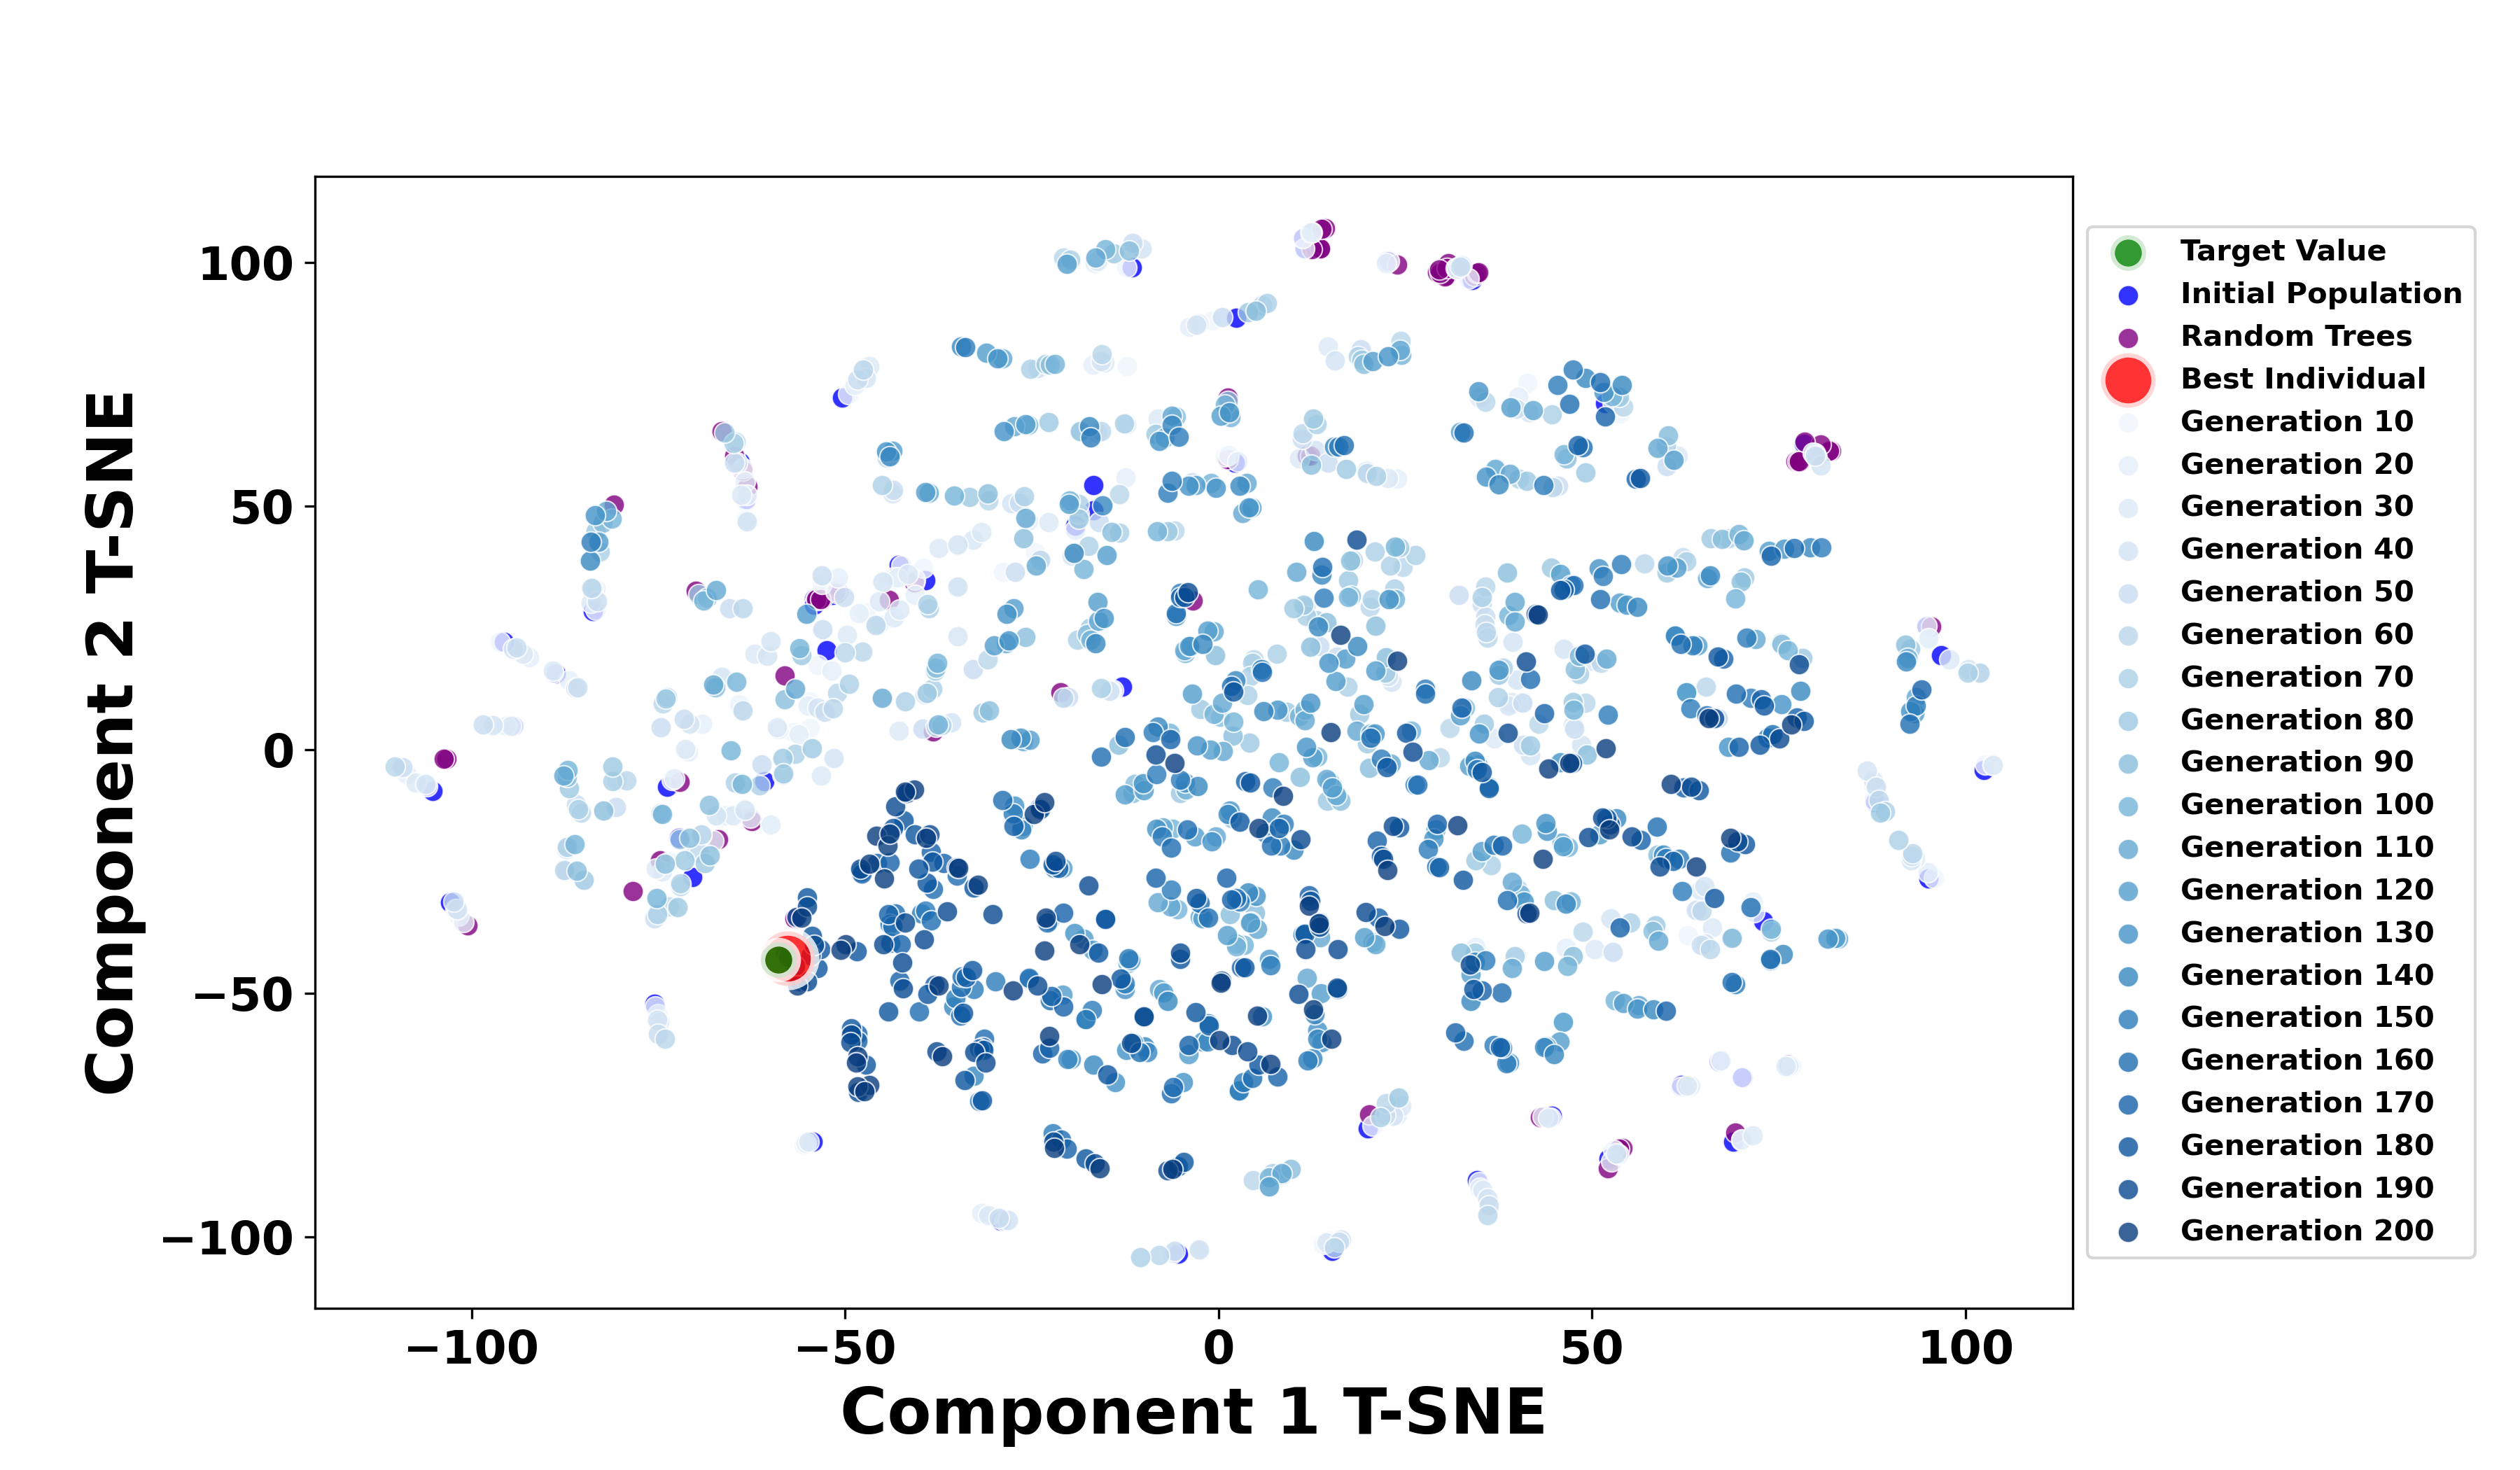 100
50
0
−50
−100
Component 2 T-SNE
−100
−50
0
50
100
Component 1 T-SNE
Target Value
Initial Population
Random Trees
Best Individual
Generation 10
Generation 20
Generation 30
Generation 40
Generation 50
Generation 60
Generation 70
Generation 80
Generation 90
Generation 100
Generation 110
Generation 120
Generation 130
Generation 140
Generation 150
Generation 160
Generation 170
Generation 180
Generation 190
Generation 200